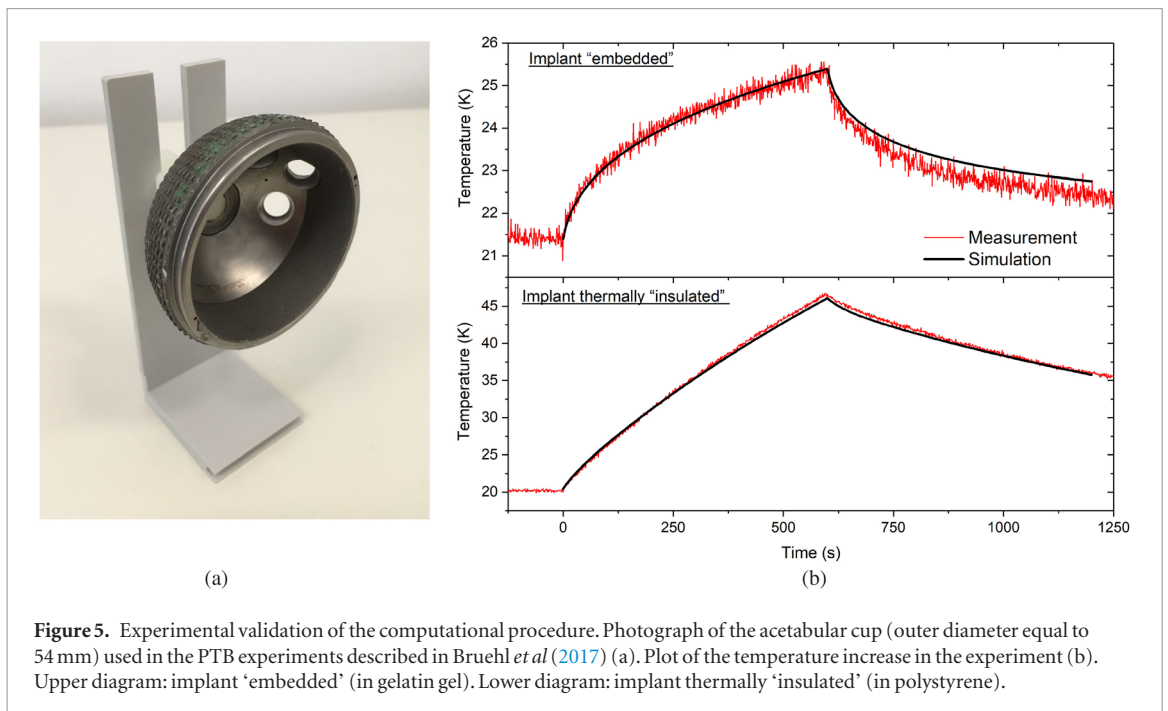 26
Implant "embedded"
25
24
23
22
21
Temperature (K)
Measurement
Simulation
Implant thermally "insulated"
45
40
35
30
25
20
Temperature (K)
0 250 500 750 1000 1250
Time (s)
(a) (b)
Figure 5. Experimental validation of the computational procedure. Photograph of the acetabular cup (outer diameter equal to
54 mm) used in the PTB experiments described in Bruehl et al (2017) (a). Plot of the temperature increase in the experiment (b).
Upper diagram: implant ‘embedded’ (in gelatin gel). Lower diagram: implant thermally ‘insulated’ (in polystyrene).